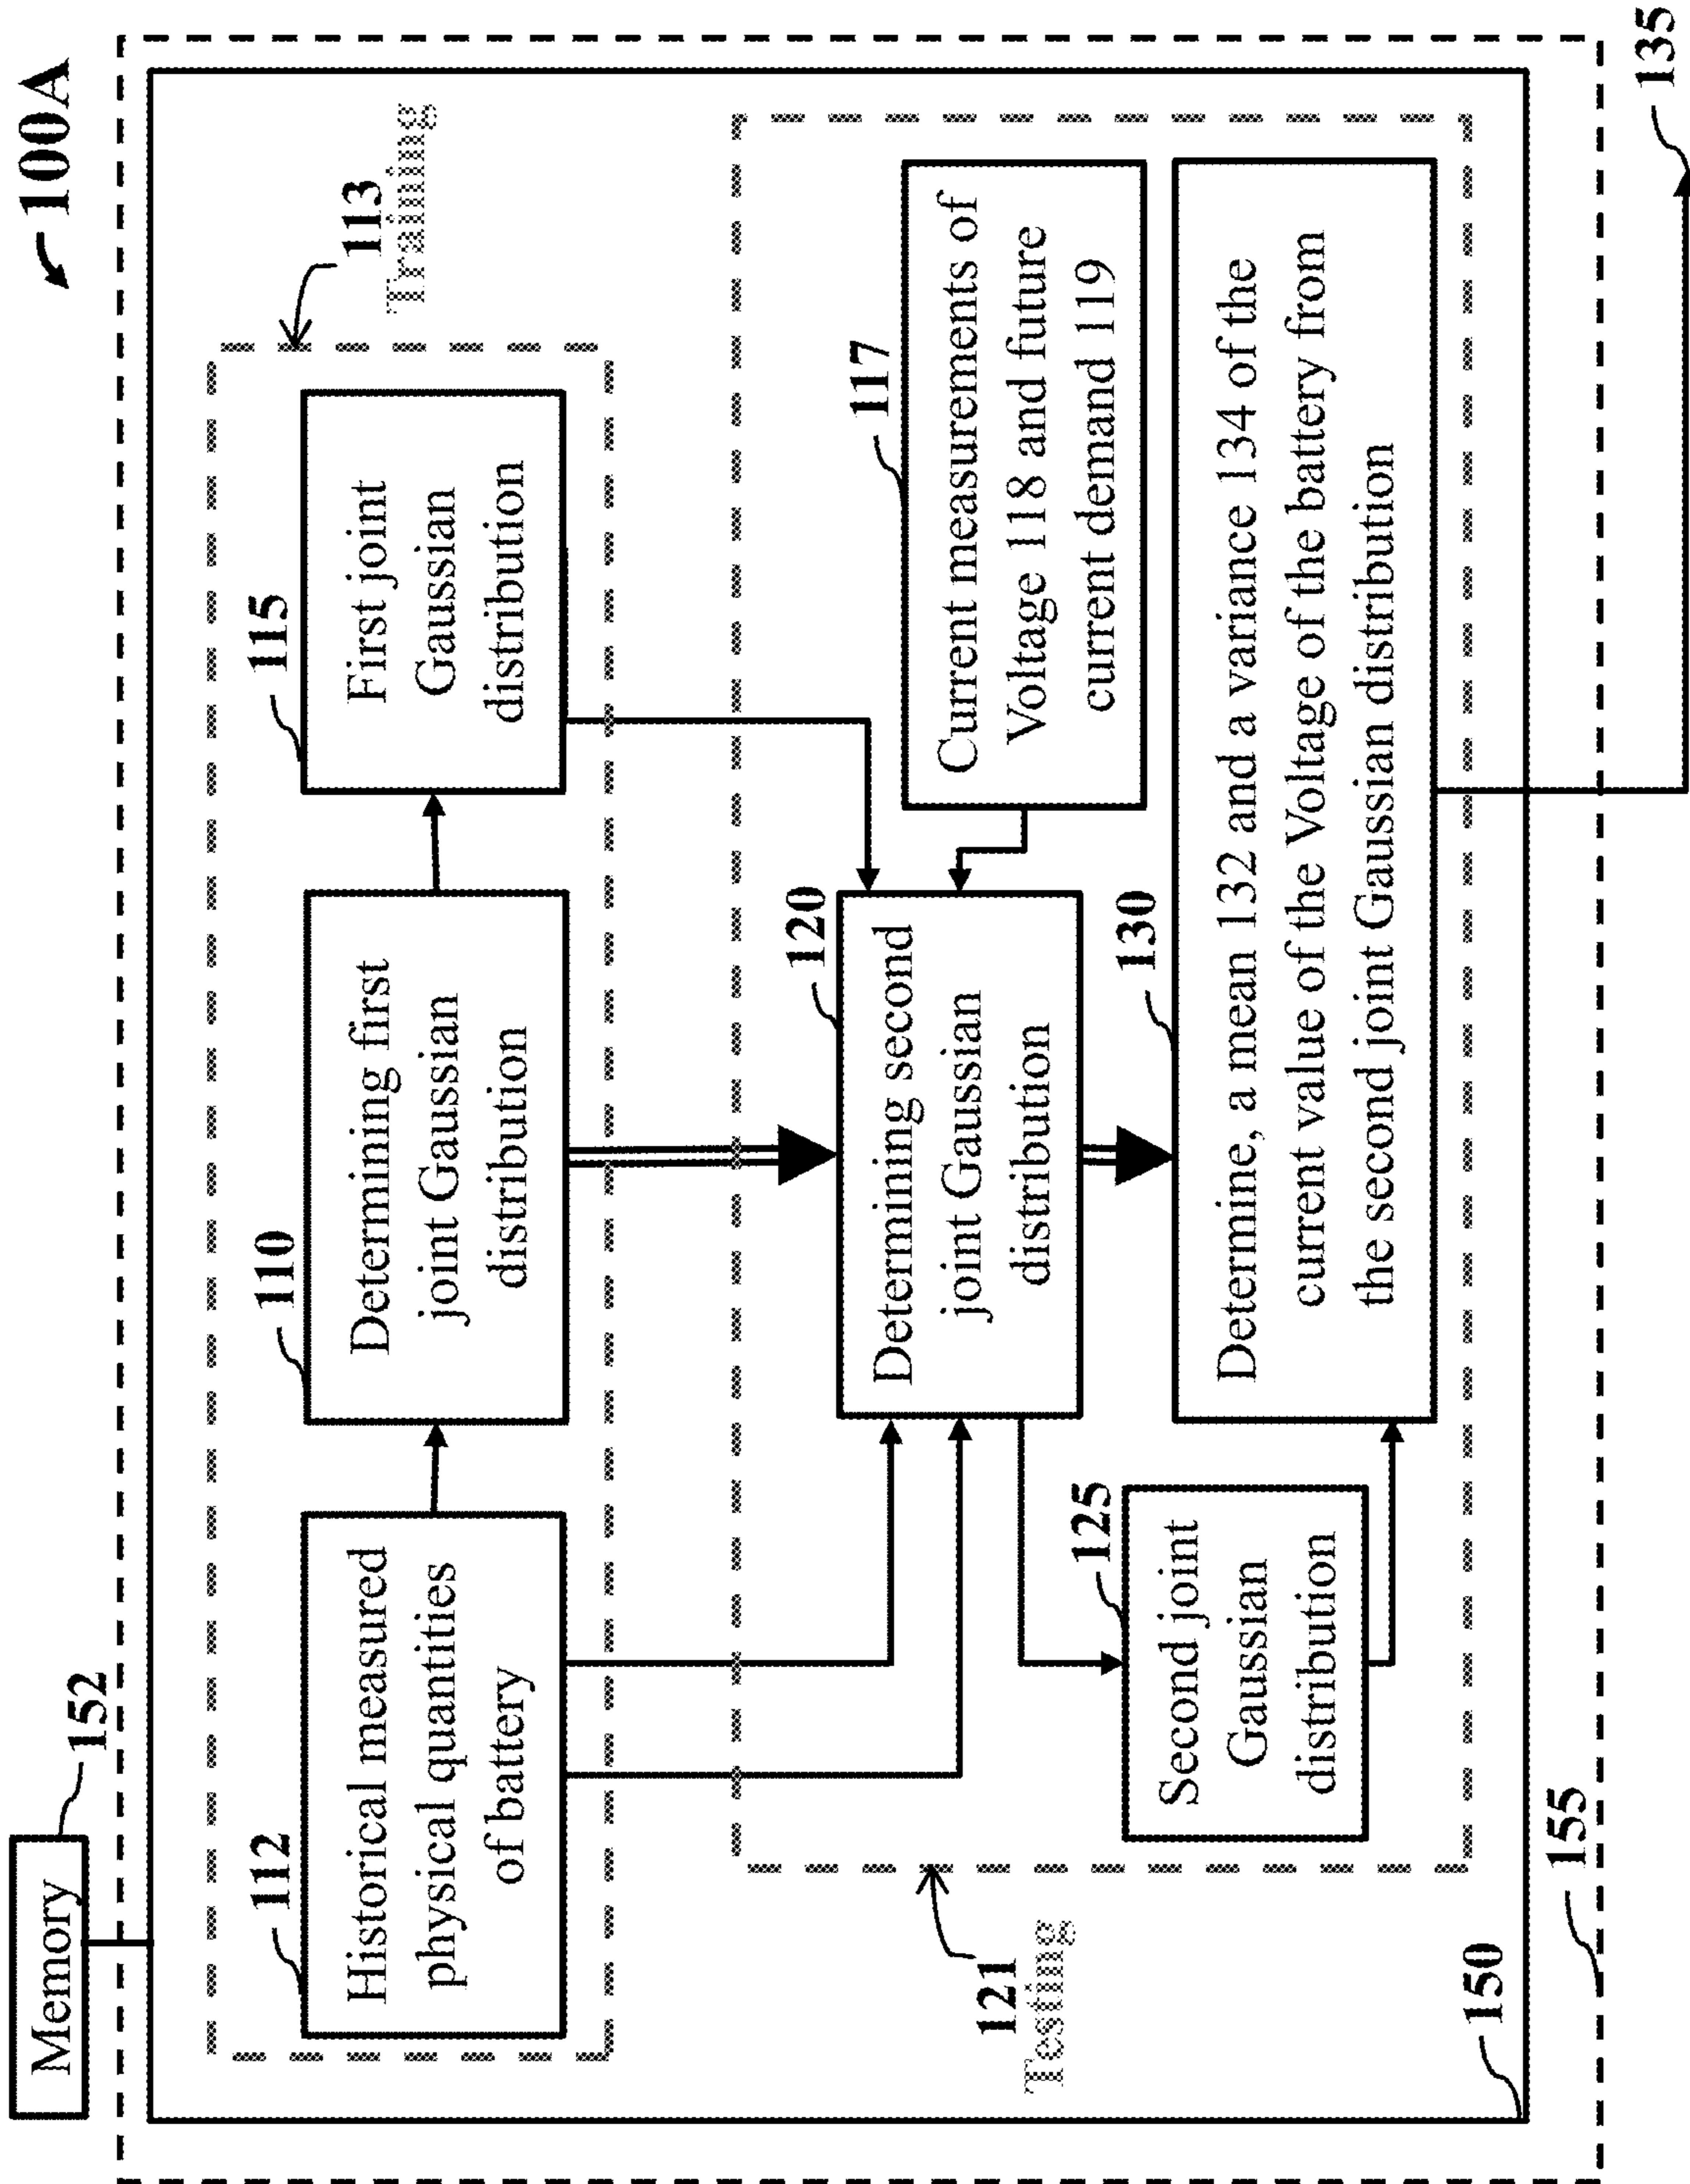 100A
Memory
152
113
Training
112
Historical measured
physical quantities
of battery
110
Determining first
joint Gaussian
distribution
115
First joint
Gaussian
distribution
121
Testing
120
Determining second
joint Gaussian
distribution
117
Current measurements of
Voltage 118 and future
current demand 119
125
Second joint
Gaussian
distribution
130
Determine, a mean 132 and a variance 134 of the
current value of the Voltage of the battery from
the second joint Gaussian distribution
150
155
135